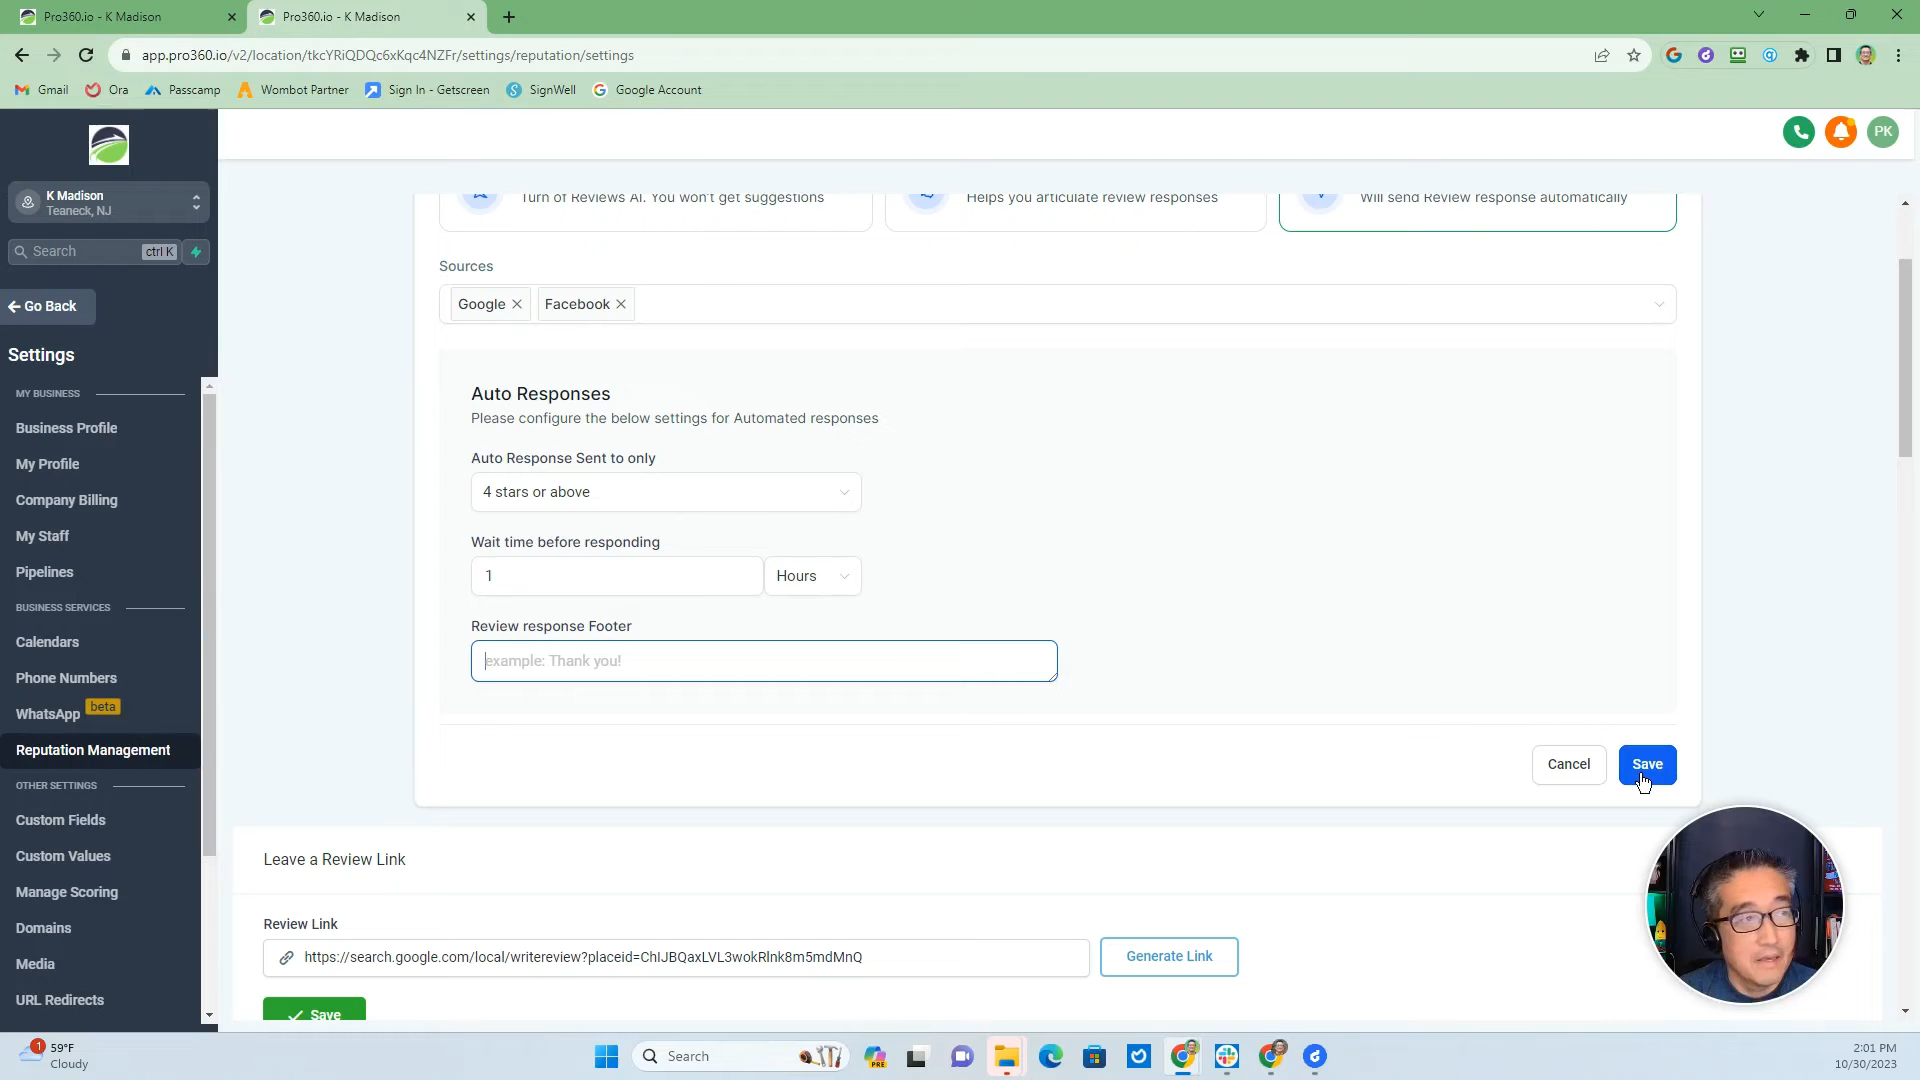 Pro360.io - K Madison
Pro360.io - K Madison
app.pro360.io/v2/location/tkcYRiQDQc6xKqc4NZFr/settings/reputation/settings
Gmail
Ora
Passcamp
Wombot Partner
Sign In - Getscreen
SignWell
Google Account
PK
K Madison
Teaneck, NJ
Search
ctrl K
Go Back
Settings
MY BUSINESS
Business Profile
My Profile
Company Billing
My Staff
Pipelines
BUSINESS SERVICES
Calendars
Phone Numbers
WhatsApp beta
Reputation Management
OTHER SETTINGS
Custom Fields
Custom Values
Manage Scoring
Domains
Media
URL Redirects
Turn of Reviews AI. You won't get suggestions
Helps you articulate review responses
Will send Review response automatically
Sources
Google
Facebook
Auto Responses
Please configure the below settings for Automated responses
Auto Response Sent to only
4 stars or above
Wait time before responding
1
Hours
Review response Footer
example: Thank you!
Cancel
Save
Leave a Review Link
Review Link
https://search.google.com/local/writereview?placeid=ChIJBQaxLVL3wokRlnk8m5mdMnQ
Generate Link
Save
1
59°F
Cloudy
Search
PRE
2:01 PM
10/30/2023